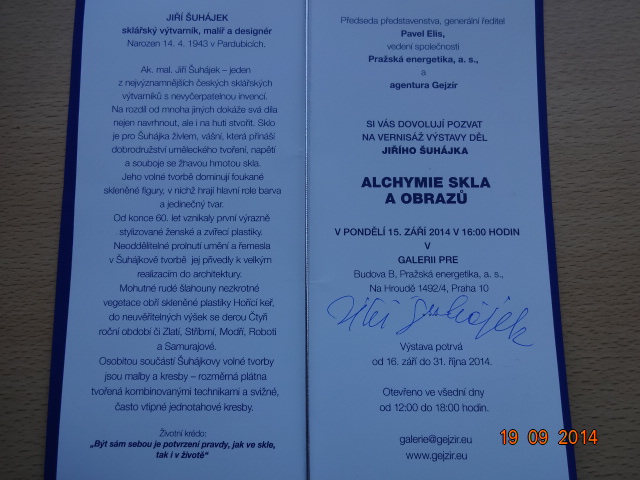 JIŘÍ ŠUHÁJEK
sklářský výtvarník, malíř a designér
Narozen 14. 4. 1943 v Pardubicích.
Ak. mal. Jiří Šuhájek – jeden
z nejvýznamnějších českých sklářských
výtvarníků s nevyčerpatelnou invencí.
Na rozdíl od mnoha jiných dokáže svá díla
nejen navrhnout, ale i na huti stvořit. Sklo
je pro Šuhájka živlem, vášní, která přináší
dobrodružství uměleckého tvoření, napětí
a souboje se žhavou hmotou skla.
Jeho volné tvorbě dominují foukané
skleněné figury, v nichž hrají hlavní role barva
a jedinečný tvar.
Od konce 60. let vznikaly první výrazně
stylizované ženské a zvířecí plastiky.
Neoddělitelné prolnutí umění a řemesla
v Šuhájkově tvorbě jej přivedly k velkým
realizacím do architektury.
Mohutné rudé šlahouny nezkrotné
vegetace obří skleněné plastiky Hořící keř,
do neuvěřitelných výšek se derou Čtyři
roční období či Zlatí, Stříbrní, Modří, Roboti
a Samurajové.
Osobitou součástí Šuhájkovy volné tvorby
jsou malby a kresby – rozměrná plátna
tvořená kombinovanými technikami a svižné,
často vtipné jednotahové kresby.
Životní krédo:
„Být sám sebou je potvrzení pravdy, jak ve skle,
tak i v životě“
Předseda představenstva, generální ředitel
Pavel Elis,
vedení společnosti
Pražská energetika, a. s.,
a
agentura Gejzír
SI VÁS DOVOLUJÍ POZVAT
NA VERNISÁŽ VÝSTAVY DĚL
JIŘÍHO ŠUHÁJKA
ALCHYMIE SKLA
A OBRAZŮ
V PONDĚLÍ 15. ZÁŘÍ 2014 V 16:00 HODIN
V
GALERII PRE
Budova B, Pražská energetika, a. s.,
Na Hroudě 1492/4, Praha 10
Jiří Šuhájek
Výstava potrvá
od 16. září do 31. října 2014.
Otevřeno ve všední dny
od 12:00 do 18:00 hodin.
galerie@gejzir.eu
www.gejzir.eu
19 09 2014